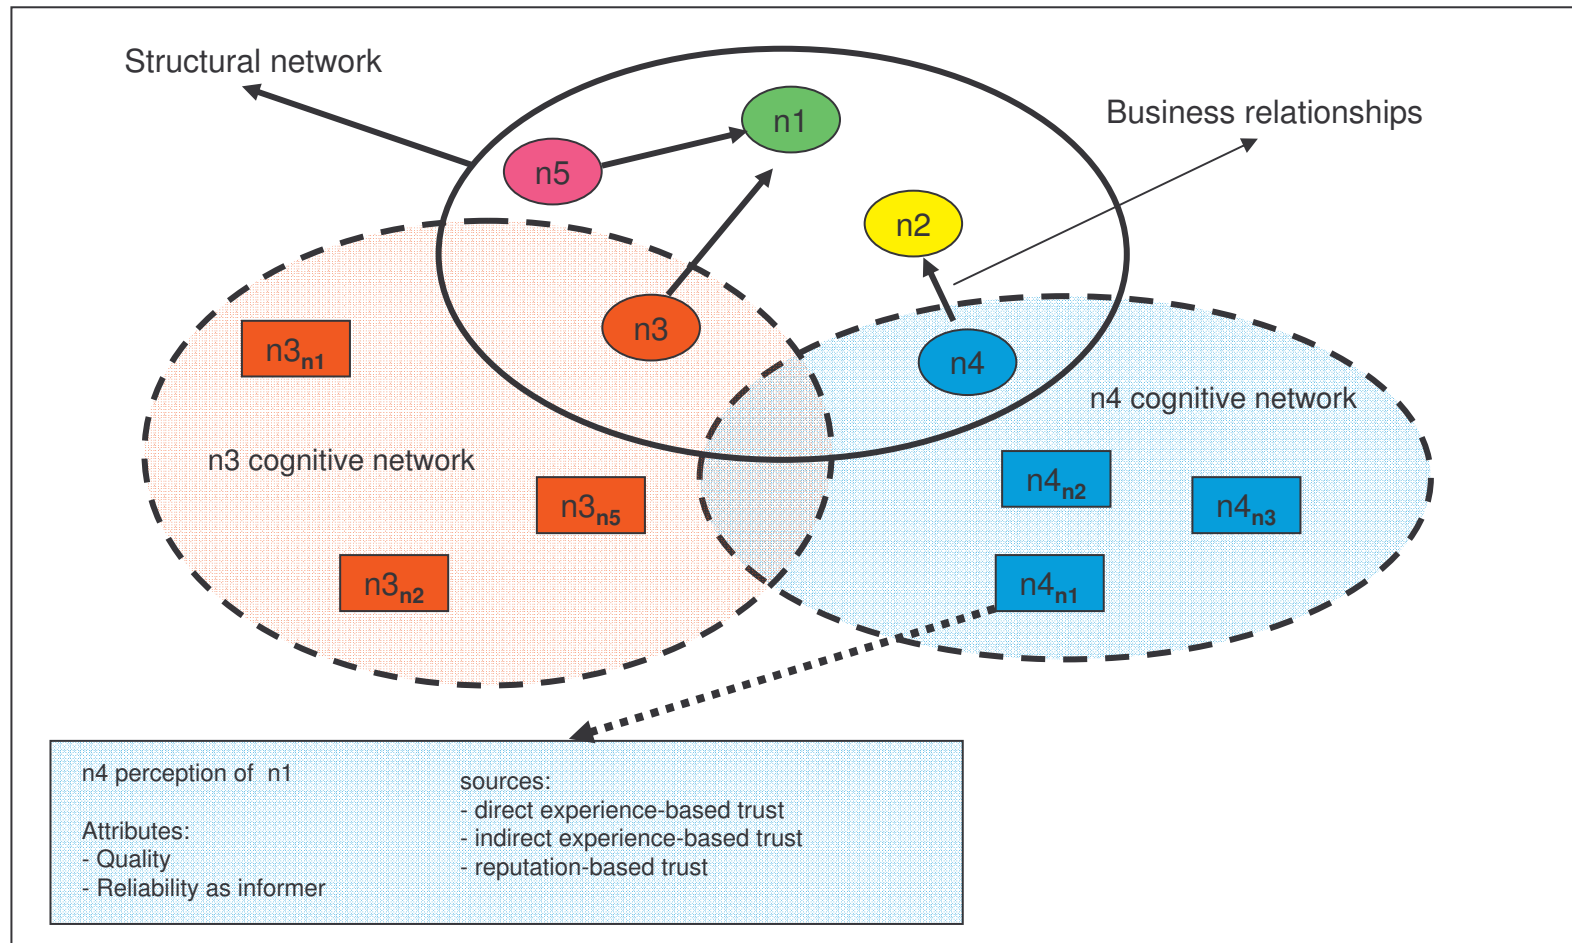 Structural network
n1
Business relationships
n5
n2
n3
n3n1
n4
n4 cognitive network
n3 cognitive network
n4n2
n3n5
n4n3
n3n2
n4n1
n4 perception of n1
Attributes:
- Quality
- Reliability as informer
sources:
- direct experience-based trust
- indirect experience-based trust
- reputation-based trust